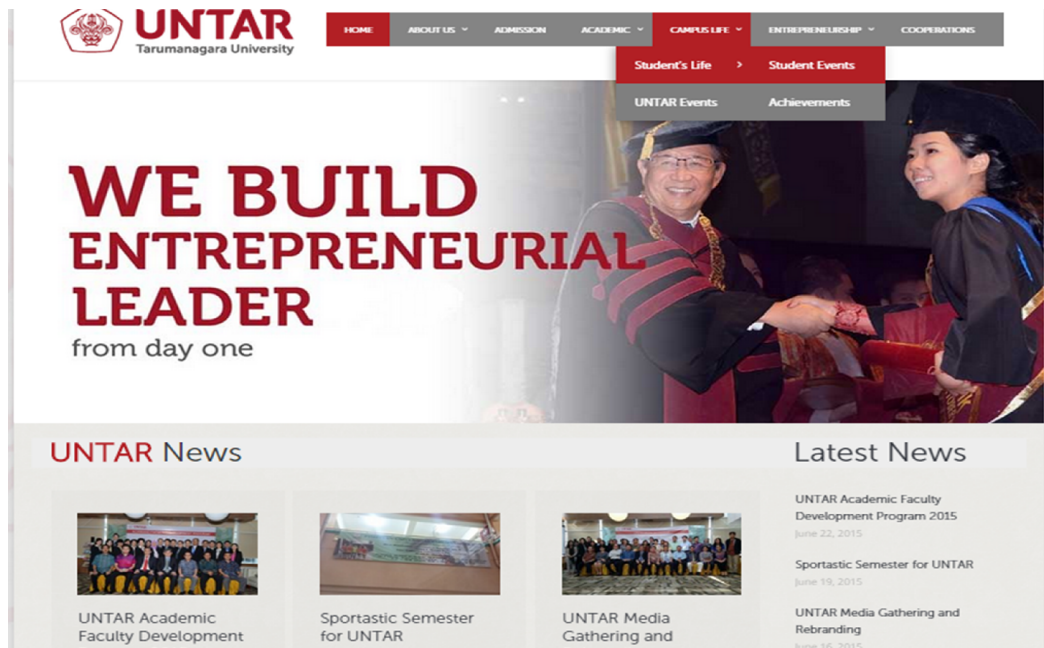 UNTAR
Tarumanagara University
HOME ABOUT US ADMISSION ACADEMIC CAMPUS LIFE ENTREPRENEURSHIP COOPERATIONS
Student's Life > Student Events
UNTAR Events Achievements
WE BUILD
ENTREPRENEURIAL
LEADER
from day one
UNTAR News
Latest News
UNTAR Academic
Faculty Development
Sportastic Semester
for UNTAR
UNTAR Media
Gathering and
UNTAR Academic Faculty
Development Program 2015
June 22, 2015
Sportastic Semester for UNTAR
June 19, 2015
UNTAR Media Gathering and
Rebranding
June 16, 2015